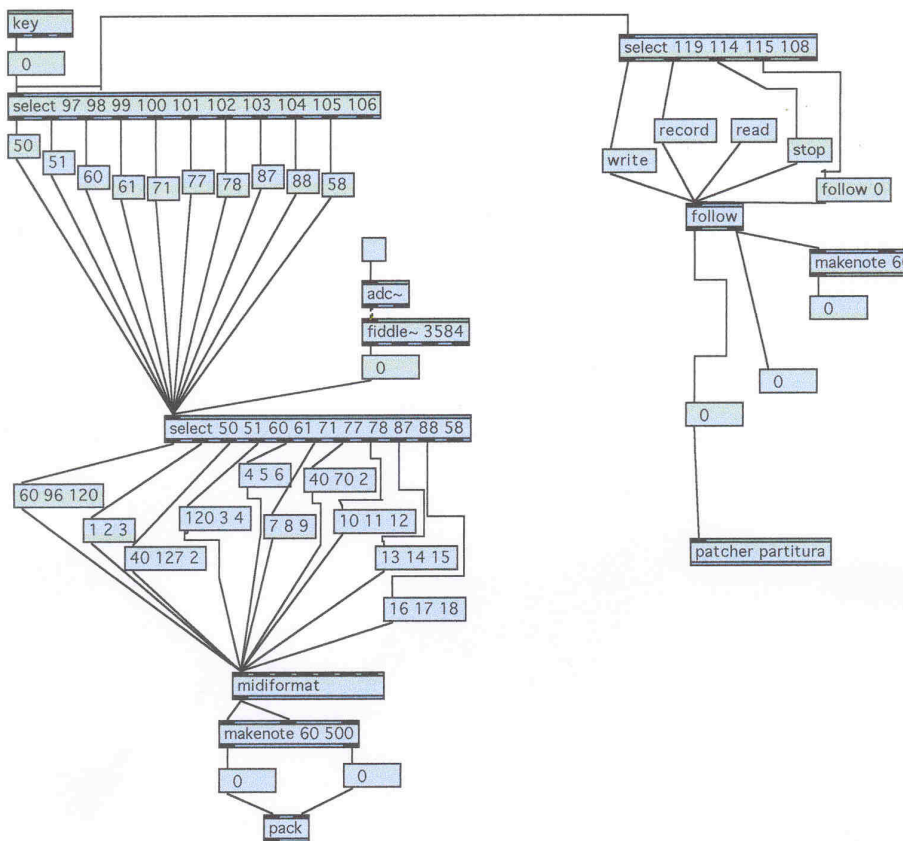 key
0
select 97 98 99 100 101 102 103 104 105 106
50
51
60
61
71
77
78
87
88
58
adc~
fiddle~ 3584
0
select 50 51 60 61 71 77 78 87 88 58
60 96 120
1 2 3
40 127 2
120 3 4
4 5 6
7 8 9
40 70 2
10 11 12
13 14 15
16 17 18
midiformat
makenote 60 500
0
0
pack
select 119 114 115 108
write
record
read
stop
follow 0
follow
makenote 60
0
0
0
patcher partitura